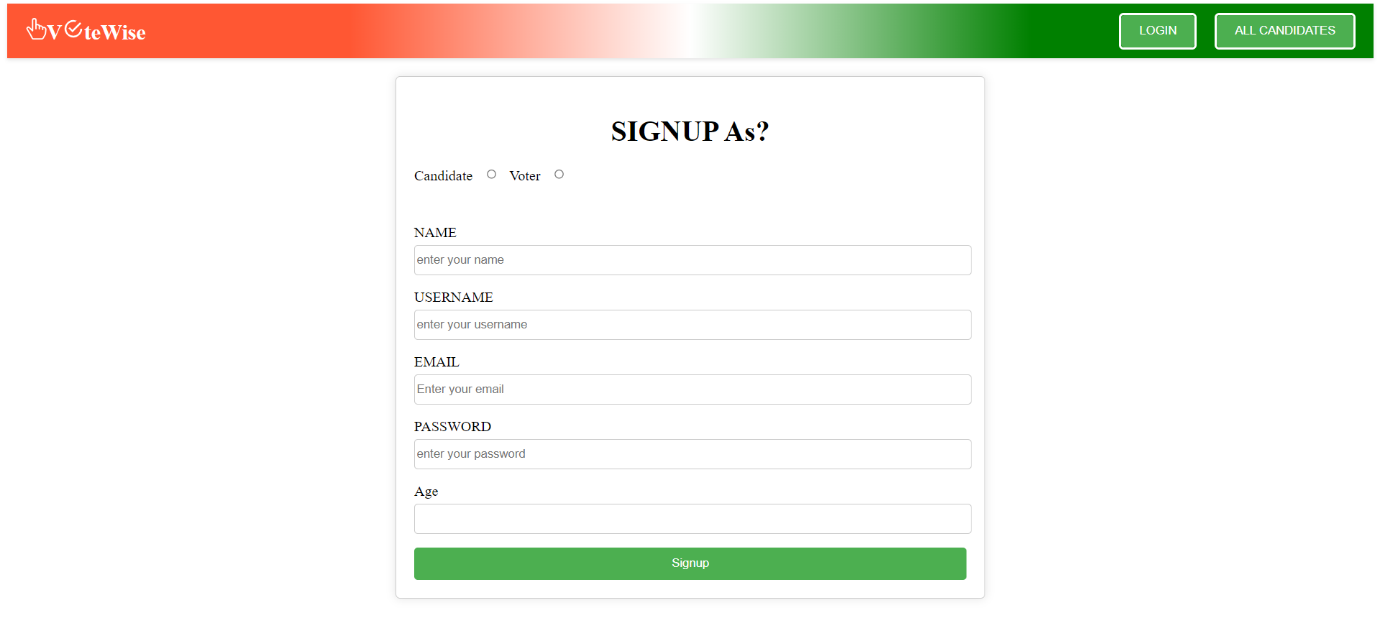 VoteWise
LOGIN
ALL CANDIDATES
SIGNUP As?
Candidate Voter
NAME
enter your name
USERNAME
enter your username
EMAIL
Enter your email
PASSWORD
enter your password
Age
Signup